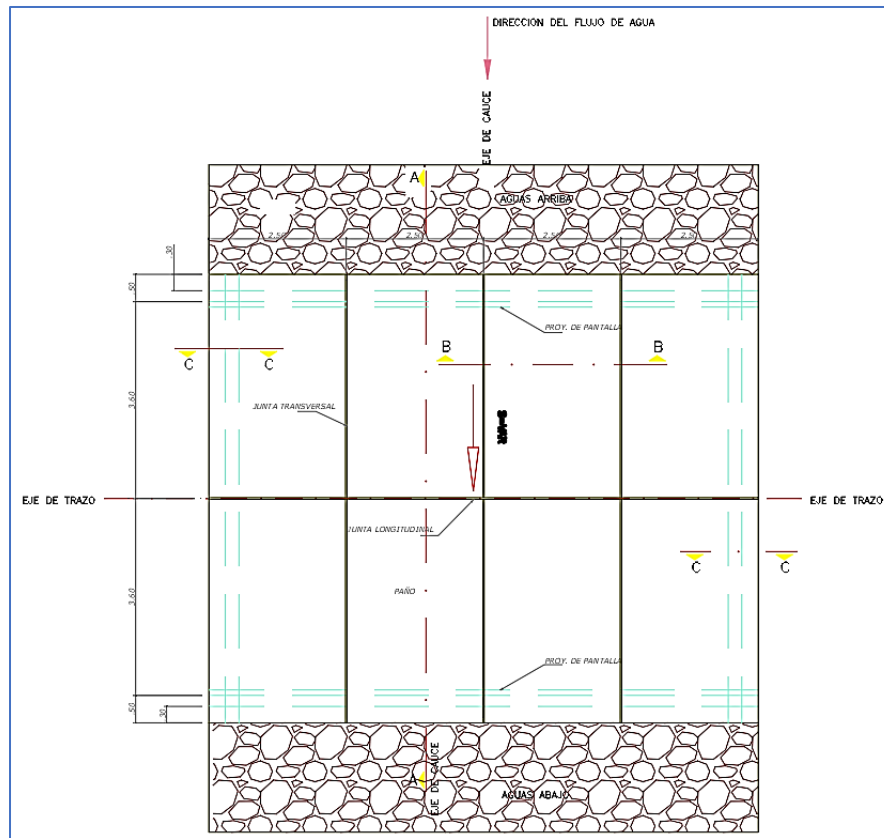 DIRECCION DEL FLUJO DE AGUA
EJE DE CAUCE
A
AGUAS ARRIBA
2.50 2.50 2.50 2.50
.30
.50
PROY. DE PANTALLA
B B
C C
3.60
JUNTA TRANSVERSAL
EJE DE TRAZO
EJE DE TRAZO
JUNTA LONGITUDINAL
C C
3.60
PAÑO
PROY. DE PANTALLA
.50
.30
EJE DE CAUCE
A
AGUAS ABAJO